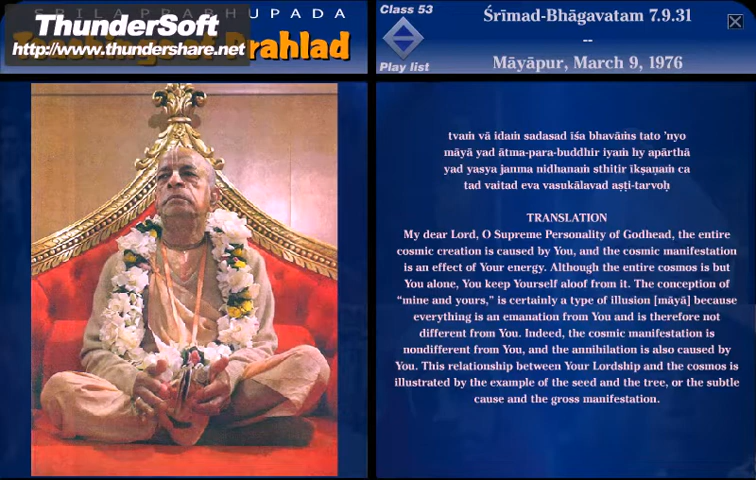 SRILA PRABHUPADA
ThunderSoft
http://www.thundershare.net
Prahlad
Class 53
Play list
Śrīmad-Bhāgavatam 7.9.31
--
Māyāpur, March 9, 1976
tvaṁ vā idaṁ sadasad īśa bhavāṁs tato 'nyo
māyā yad ātma-para-buddhir iyaṁ hy apārthā
yad yasya janma nidhanaṁ sthitir īkṣaṇaṁ ca
tad vaitad eva vasukālavad aṣṭi-tarvoḥ
TRANSLATION
My dear Lord, O Supreme Personality of Godhead, the entire
cosmic creation is caused by You, and the cosmic manifestation
is an effect of Your energy. Although the entire cosmos is but
You alone, You keep Yourself aloof from it. The conception of
“mine and yours,” is certainly a type of illusion [māyā] because
everything is an emanation from You and is therefore not
different from You. Indeed, the cosmic manifestation is
nondifferent from You, and the annihilation is also caused by
You. This relationship between Your Lordship and the cosmos is
illustrated by the example of the seed and the tree, or the subtle
cause and the gross manifestation.